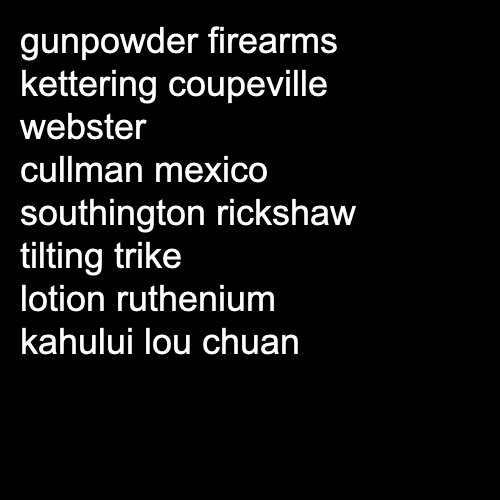 gunpowder firearms
kettering coupeville
webster
cullman mexico
southington rickshaw
tilting trike
lotion ruthenium
kahului lou chuan